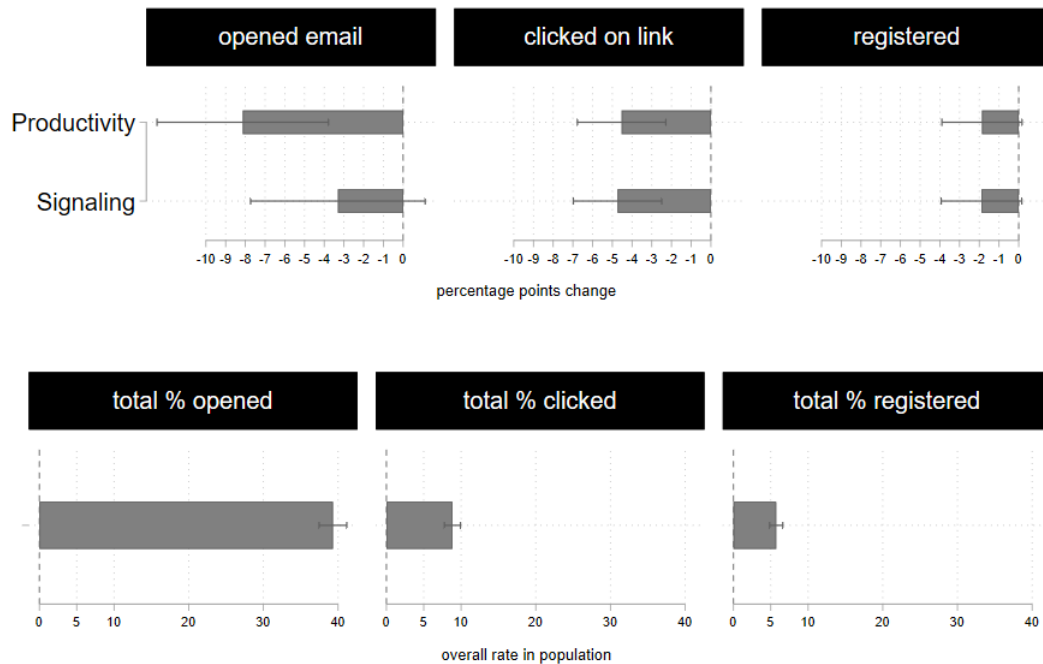 opened email clicked on link registered
Productivity
Signaling
-10 -9 -8 -7 -6 -5 -4 -3 -2 -1 0 -10 -9 -8 -7 -6 -5 -4 -3 -2 -1 0 -10 -9 -8 -7 -6 -5 -4 -3 -2 -1 0
percentage points change
total % opened total % clicked total % registered
0 5 10 20 30 40 0 5 10 20 30 40 0 5 10 20 30 40
overall rate in population